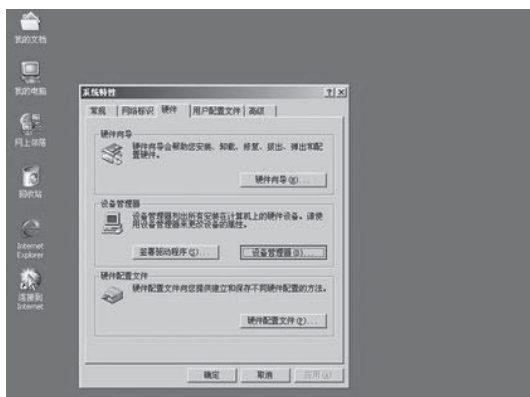 我的文档
我的电脑
网上邻居
回收站
Internet
Explorer
连接到
Internet
系统特性
常规 网络标识 硬件 用户配置文件 高级
硬件向导
硬件向导会帮助您安装、卸载、修复、拔出、弹出和配
置硬件。
硬件向导(H)...
设备管理器
设备管理器列出所有安装在计算机上的硬件设备。请使
用设备管理器来更改设备的属性。
签署驱动程序(S)...
设备管理器(D)...
硬件配置文件
硬件配置文件向您提供建立和保存不同硬件配置的方法。
硬件配置文件(P)...
确定 取消 应用(A)